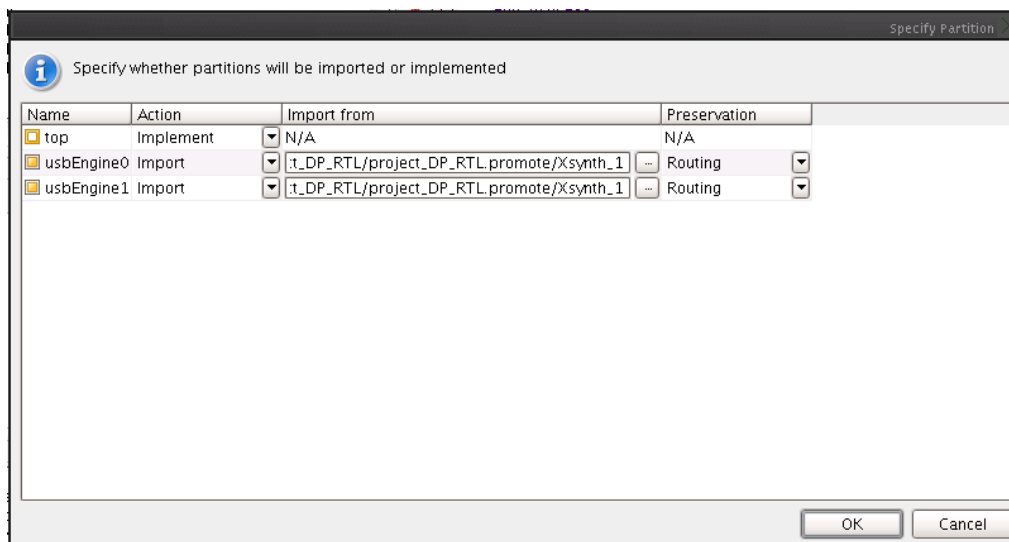 Specify Partition
Specify whether partitions will be imported or implemented
Name Action Import from Preservation
top Implement N/A N/A
usbEngine0 Import :t_DP_RTL/project_DP_RTL.promote/Xsynth_1 ... Routing
usbEngine1 Import :t_DP_RTL/project_DP_RTL.promote/Xsynth_1 ... Routing
OK Cancel